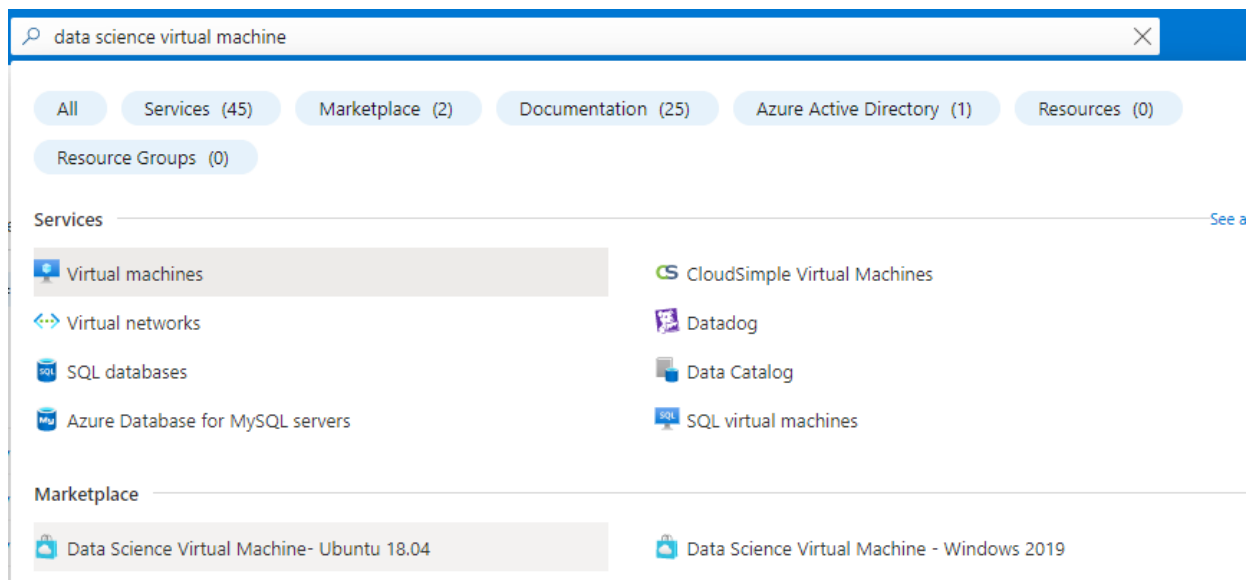 data science virtual machine
All Services (45) Marketplace (2) Documentation (25) Azure Active Directory (1) Resources (0)
Resource Groups (0)
Services See a
Virtual machines CloudSimple Virtual Machines
Virtual networks Datadog
SQL databases Data Catalog
Azure Database for MySQL servers SQL virtual machines
Marketplace
Data Science Virtual Machine- Ubuntu 18.04 Data Science Virtual Machine - Windows 2019